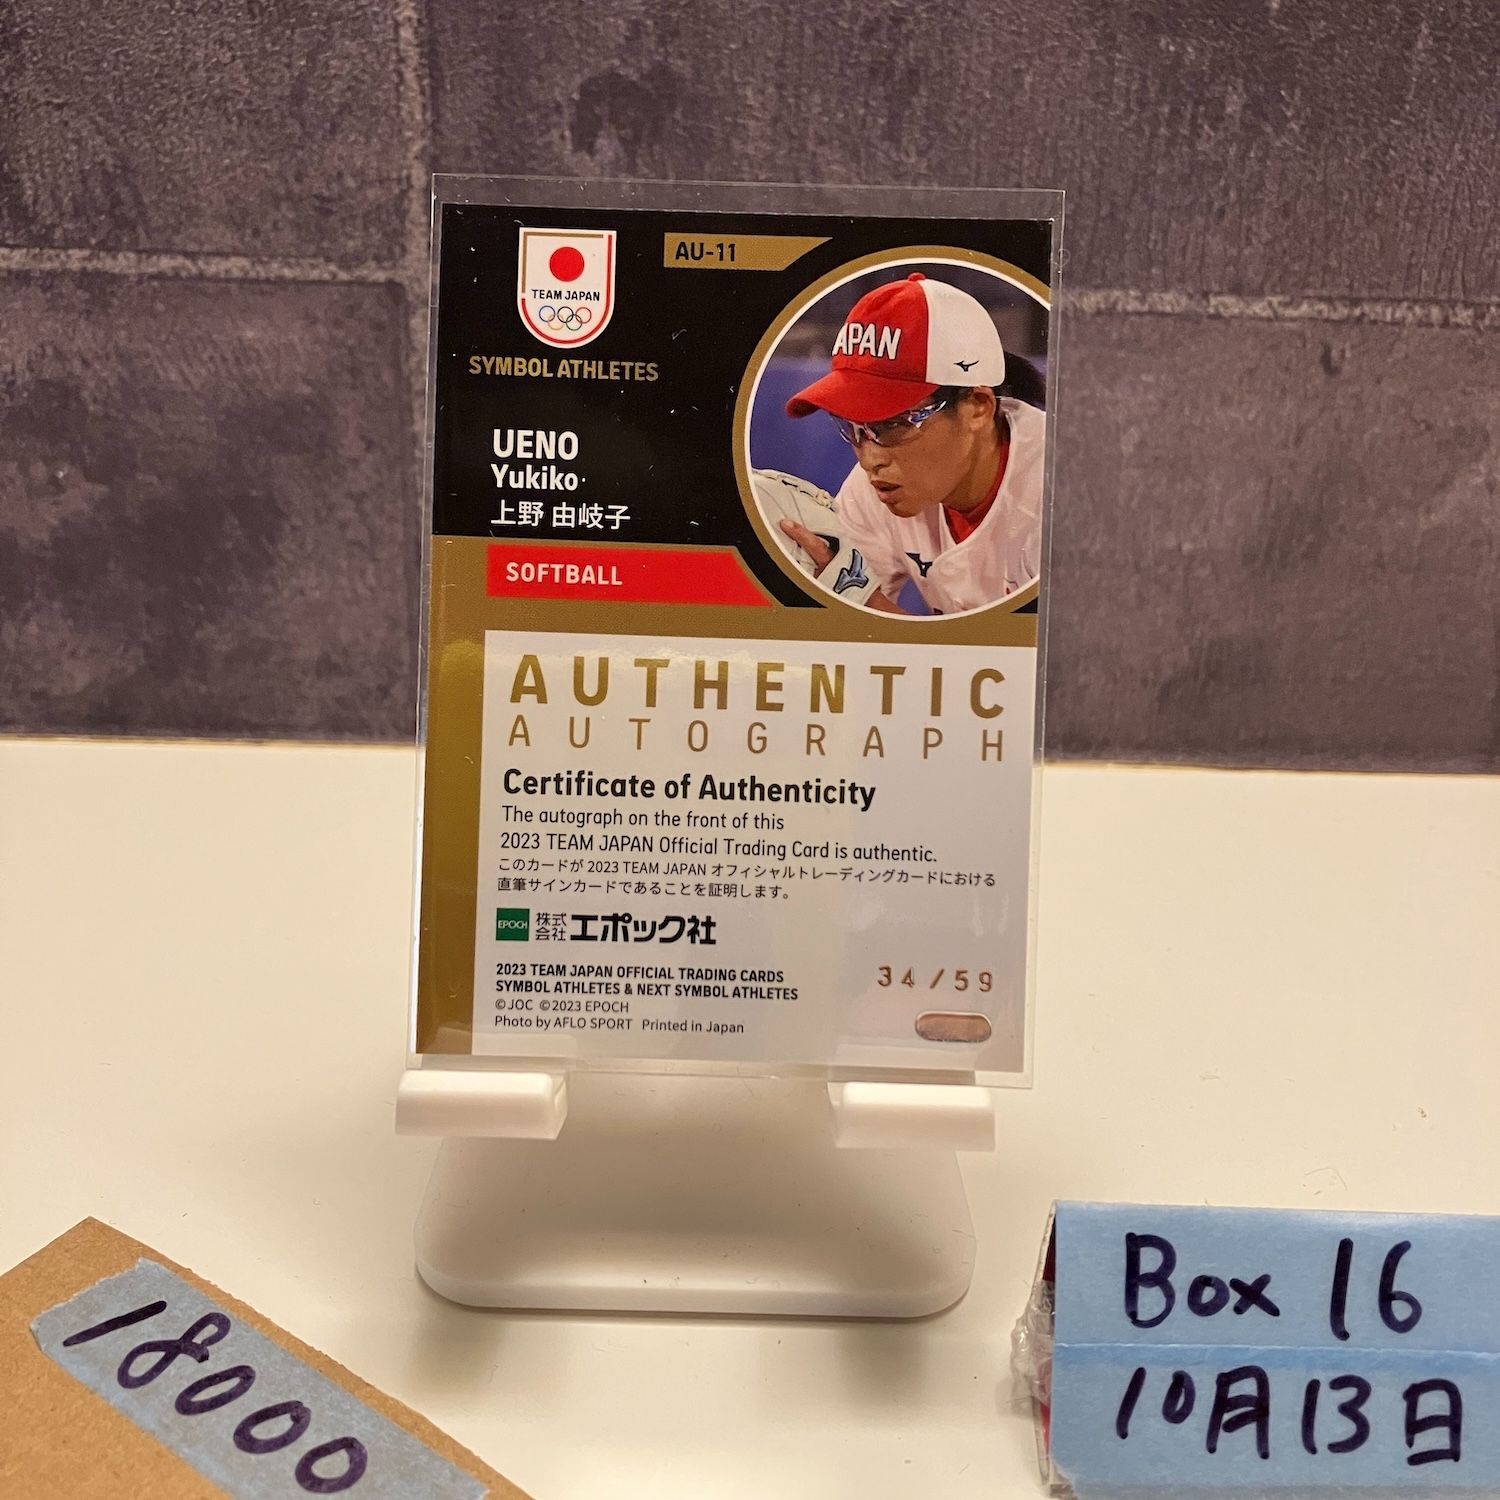 TEAM JAPAN
SYMBOL ATHLETES
AU-11
APAN
UENO
Yukiko
上野 由岐子
SOFTBALL
AUTHENTIC
AUTOGRAPH
Certificate of Authenticity
The autograph on the front of this
2023 TEAM JAPAN Official Trading Card is authentic.
このカードが 2023 TEAM JAPAN オフィシャルトレーディングカードにおける
直筆サインカードであることを証明します。
EPOCH 株式会社 エポック社
2023 TEAM JAPAN OFFICIAL TRADING CARDS
SYMBOL ATHLETES & NEXT SYMBOL ATHLETES
©JOC ©2023 EPOCH
Photo by AFLO SPORT Printed in Japan
34/59
18000
Box 16
10月13日